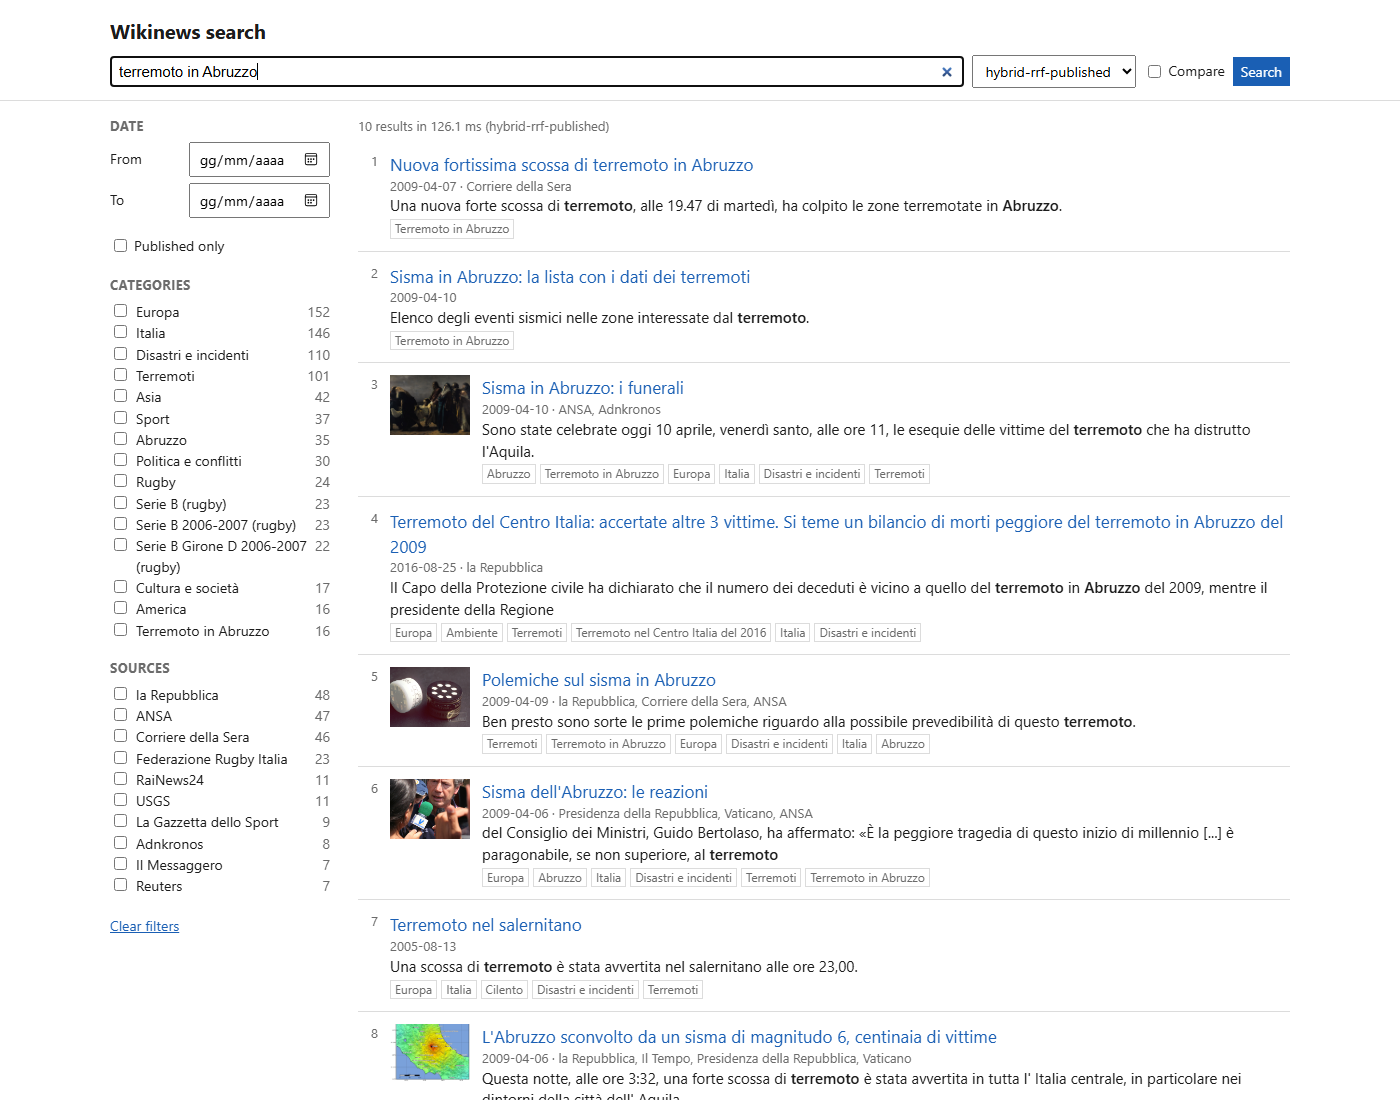 Wikinews search
terremoto in Abruzzo
hybrid-rrf-published
Compare
Search
DATE
From
gg/mm/aaaa
To
gg/mm/aaaa
Published only
CATEGORIES
Europa 152
Italia 146
Disastri e incidenti 110
Terremoti 101
Asia 42
Sport 37
Abruzzo 35
Politica e conflitti 30
Rugby 24
Serie B (rugby) 23
Serie B 2006-2007 (rugby) 23
Serie B Girone D 2006-2007 22
(rugby)
Cultura e società 17
America 16
Terremoto in Abruzzo 16
SOURCES
la Repubblica 48
ANSA 47
Corriere della Sera 46
Federazione Rugby Italia 23
RaiNews24 11
USGS 11
La Gazzetta dello Sport 9
Adnkronos 8
Il Messaggero 7
Reuters 7
Clear filters
10 results in 126.1 ms (hybrid-rrf-published)
1 Nuova fortissima scossa di terremoto in Abruzzo
2009-04-07 · Corriere della Sera
Una nuova forte scossa di terremoto, alle 19.47 di martedì, ha colpito le zone terremotate in Abruzzo.
Terremoto in Abruzzo
2 Sisma in Abruzzo: la lista con i dati dei terremoti
2009-04-10
Elenco degli eventi sismici nelle zone interessate dal terremoto.
Terremoto in Abruzzo
3 Sisma in Abruzzo: i funerali
2009-04-10 · ANSA, Adnkronos
Sono state celebrate oggi 10 aprile, venerdì santo, alle ore 11, le esequie delle vittime del terremoto che ha distrutto
l'Aquila.
Abruzzo Terremoto in Abruzzo Europa Italia Disastri e incidenti Terremoti
4 Terremoto del Centro Italia: accertate altre 3 vittime. Si teme un bilancio di morti peggiore del terremoto in Abruzzo del
2009
2016-08-25 · la Repubblica
Il Capo della Protezione civile ha dichiarato che il numero dei deceduti è vicino a quello del terremoto in Abruzzo del 2009, mentre il
presidente della Regione
Europa Ambiente Terremoti Terremoto nel Centro Italia del 2016 Italia Disastri e incidenti
5 Polemiche sul sisma in Abruzzo
2009-04-09 · la Repubblica, Corriere della Sera, ANSA
Ben presto sono sorte le prime polemiche riguardo alla possibile prevedibilità di questo terremoto.
Terremoti Terremoto in Abruzzo Europa Disastri e incidenti Italia Abruzzo
6 Sisma dell'Abruzzo: le reazioni
2009-04-06 · Presidenza della Repubblica, Vaticano, ANSA
del Consiglio dei Ministri, Guido Bertolaso, ha affermato: «È la peggiore tragedia di questo inizio di millennio [...] è
paragonabile, se non superiore, al terremoto
Europa Abruzzo Italia Disastri e incidenti Terremoti Terremoto in Abruzzo
7 Terremoto nel salernitano
2005-08-13
Una scossa di terremoto è stata avvertita nel salernitano alle ore 23,00.
Europa Italia Cilento Disastri e incidenti Terremoti
8 L'Abruzzo sconvolto da un sisma di magnitudo 6, centinaia di vittime
2009-04-06 · la Repubblica, Il Tempo, Presidenza della Repubblica, Vaticano
Questa notte, alle ore 3:32, una forte scossa di terremoto è stata avvertita in tutta l' Italia centrale, in particolare nei
dintorni della città dell' Aquila